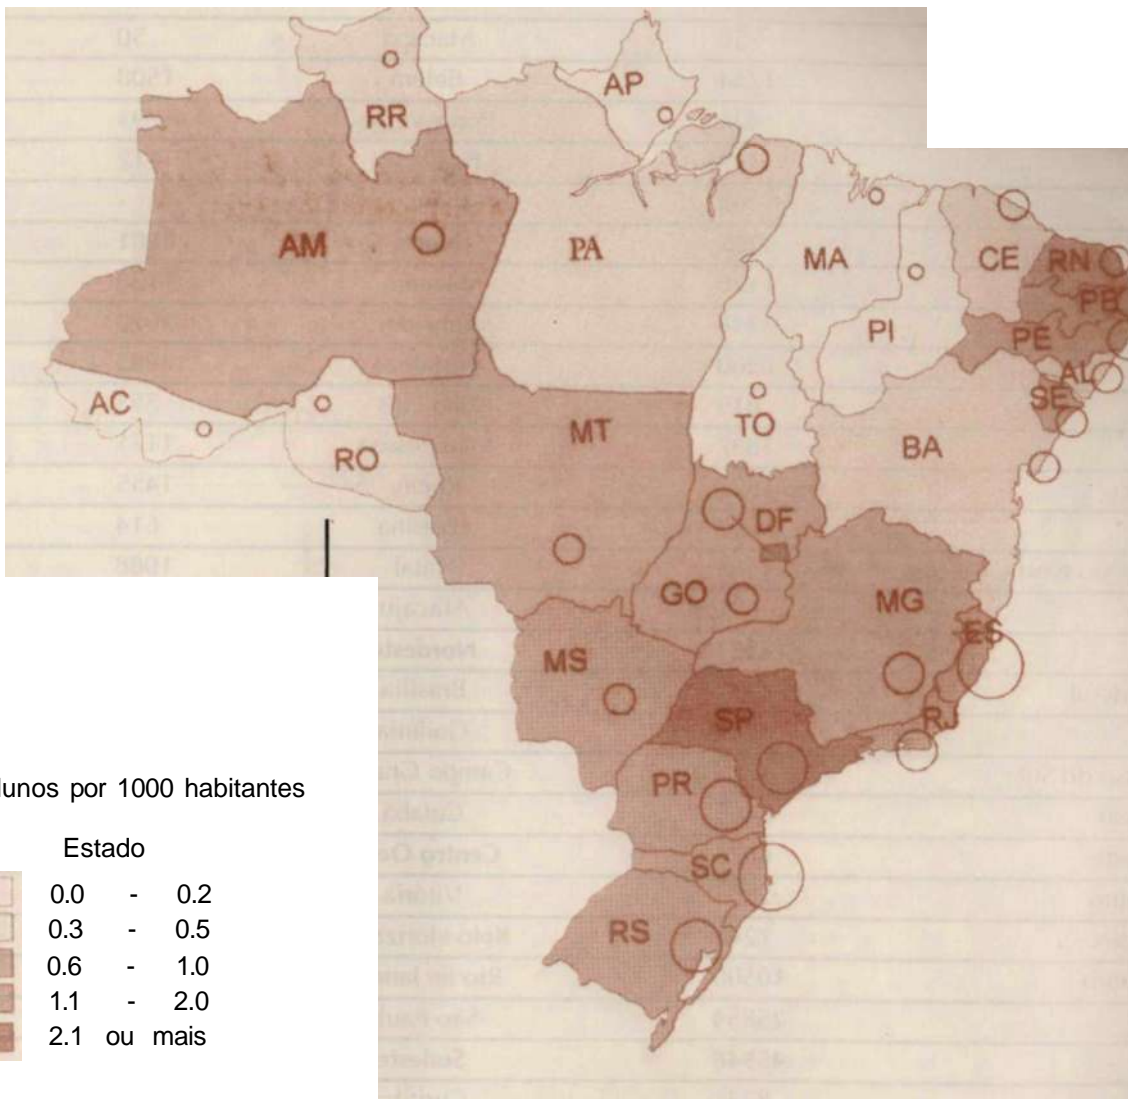 AP
RR
AM
PA
MA
CE
RN
PB
PI
PE
AL
SE
AC
TO
MT
BA
RO
DF
GO
MG
ES
MS
SP
RJ
PR
SC
RS
lunos por 1000 habitantes
Estado
0.0 - 0.2
0.3 - 0.5
0.6 - 1.0
1.1 - 2.0
2.1 ou mais